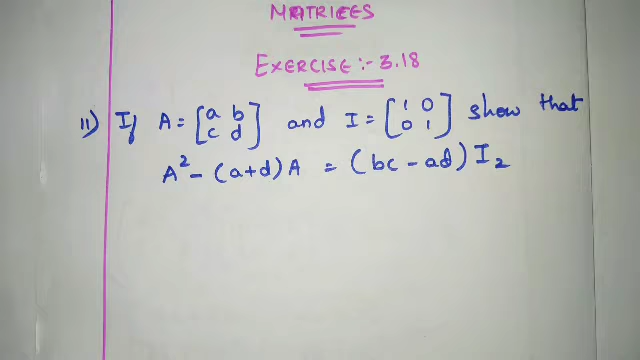 MATRICES
EXERCISE :- 3.18
11) If A = [a b c d] and I = [1 0 0 1] show that
A² - (a+d) A = (bc - ad) I₂